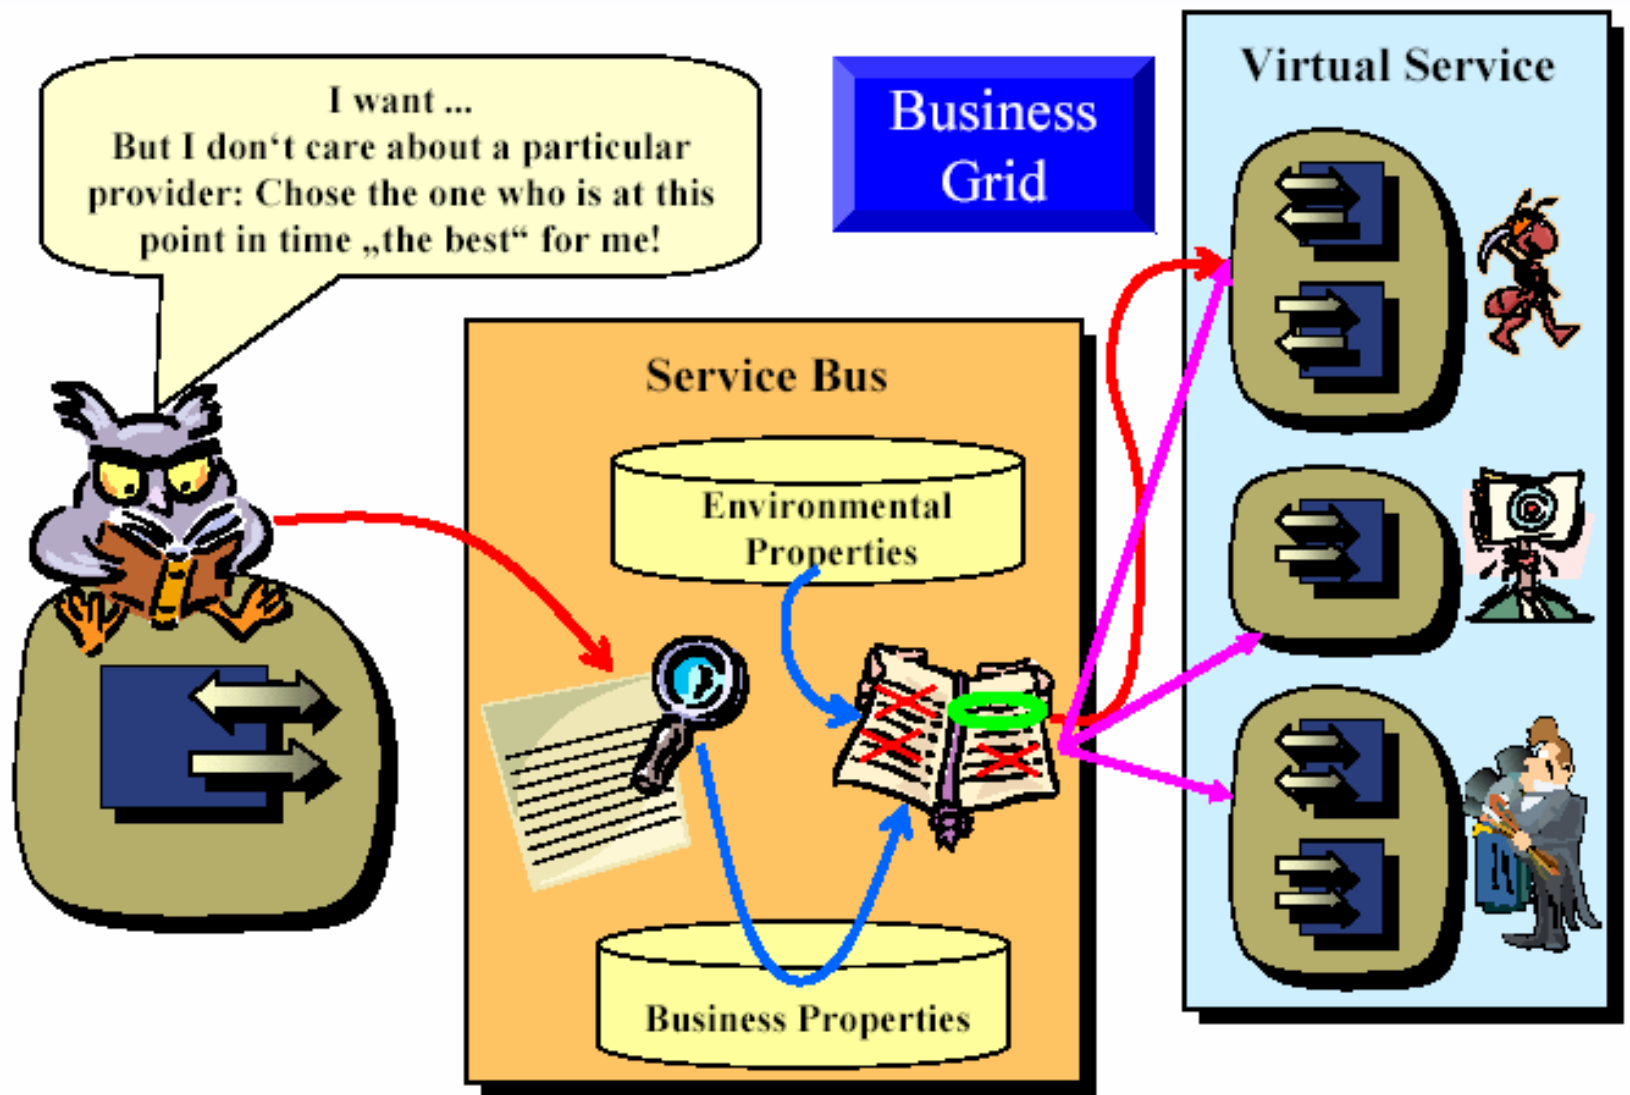 I want ...
But I don‘t care about a particular
provider: Chose the one who is at this
point in time „the best“ for me!
Business
Grid
Virtual Service
Service Bus
Environmental
Properties
Business Properties